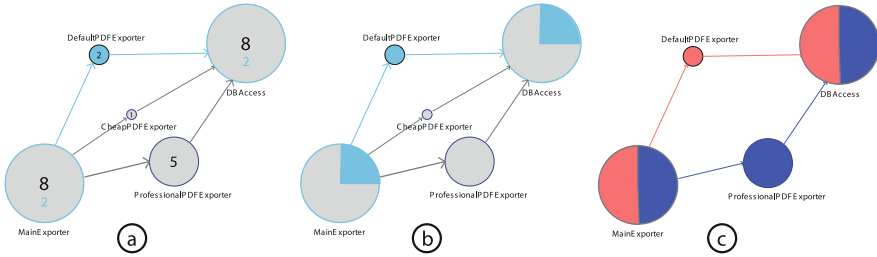 DefaultPDFExporter
2
8
2
DBAccess
1
CheapPDFExporter
5
ProfessionalPDFExporter
8
2
MainExporter
a
DefaultPDFExporter
DBAccess
CheapPDFExporter
ProfessionalPDFExporter
MainExporter
b
DefaultPDFExporter
DBAccess
ProfessionalPDFExporter
MainExporter
c